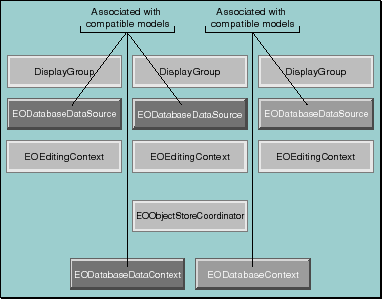 Associated with
compatible models
Associated with
compatible models
DisplayGroup
DisplayGroup
DisplayGroup
EODatabaseDataSource
EODatabaseDataSource
EODatabaseDataSource
EOEditingContext
EOEditingContext
EOEditingContext
EOObjectStoreCoordinator
EODatabaseDataContext
EODatabaseContext